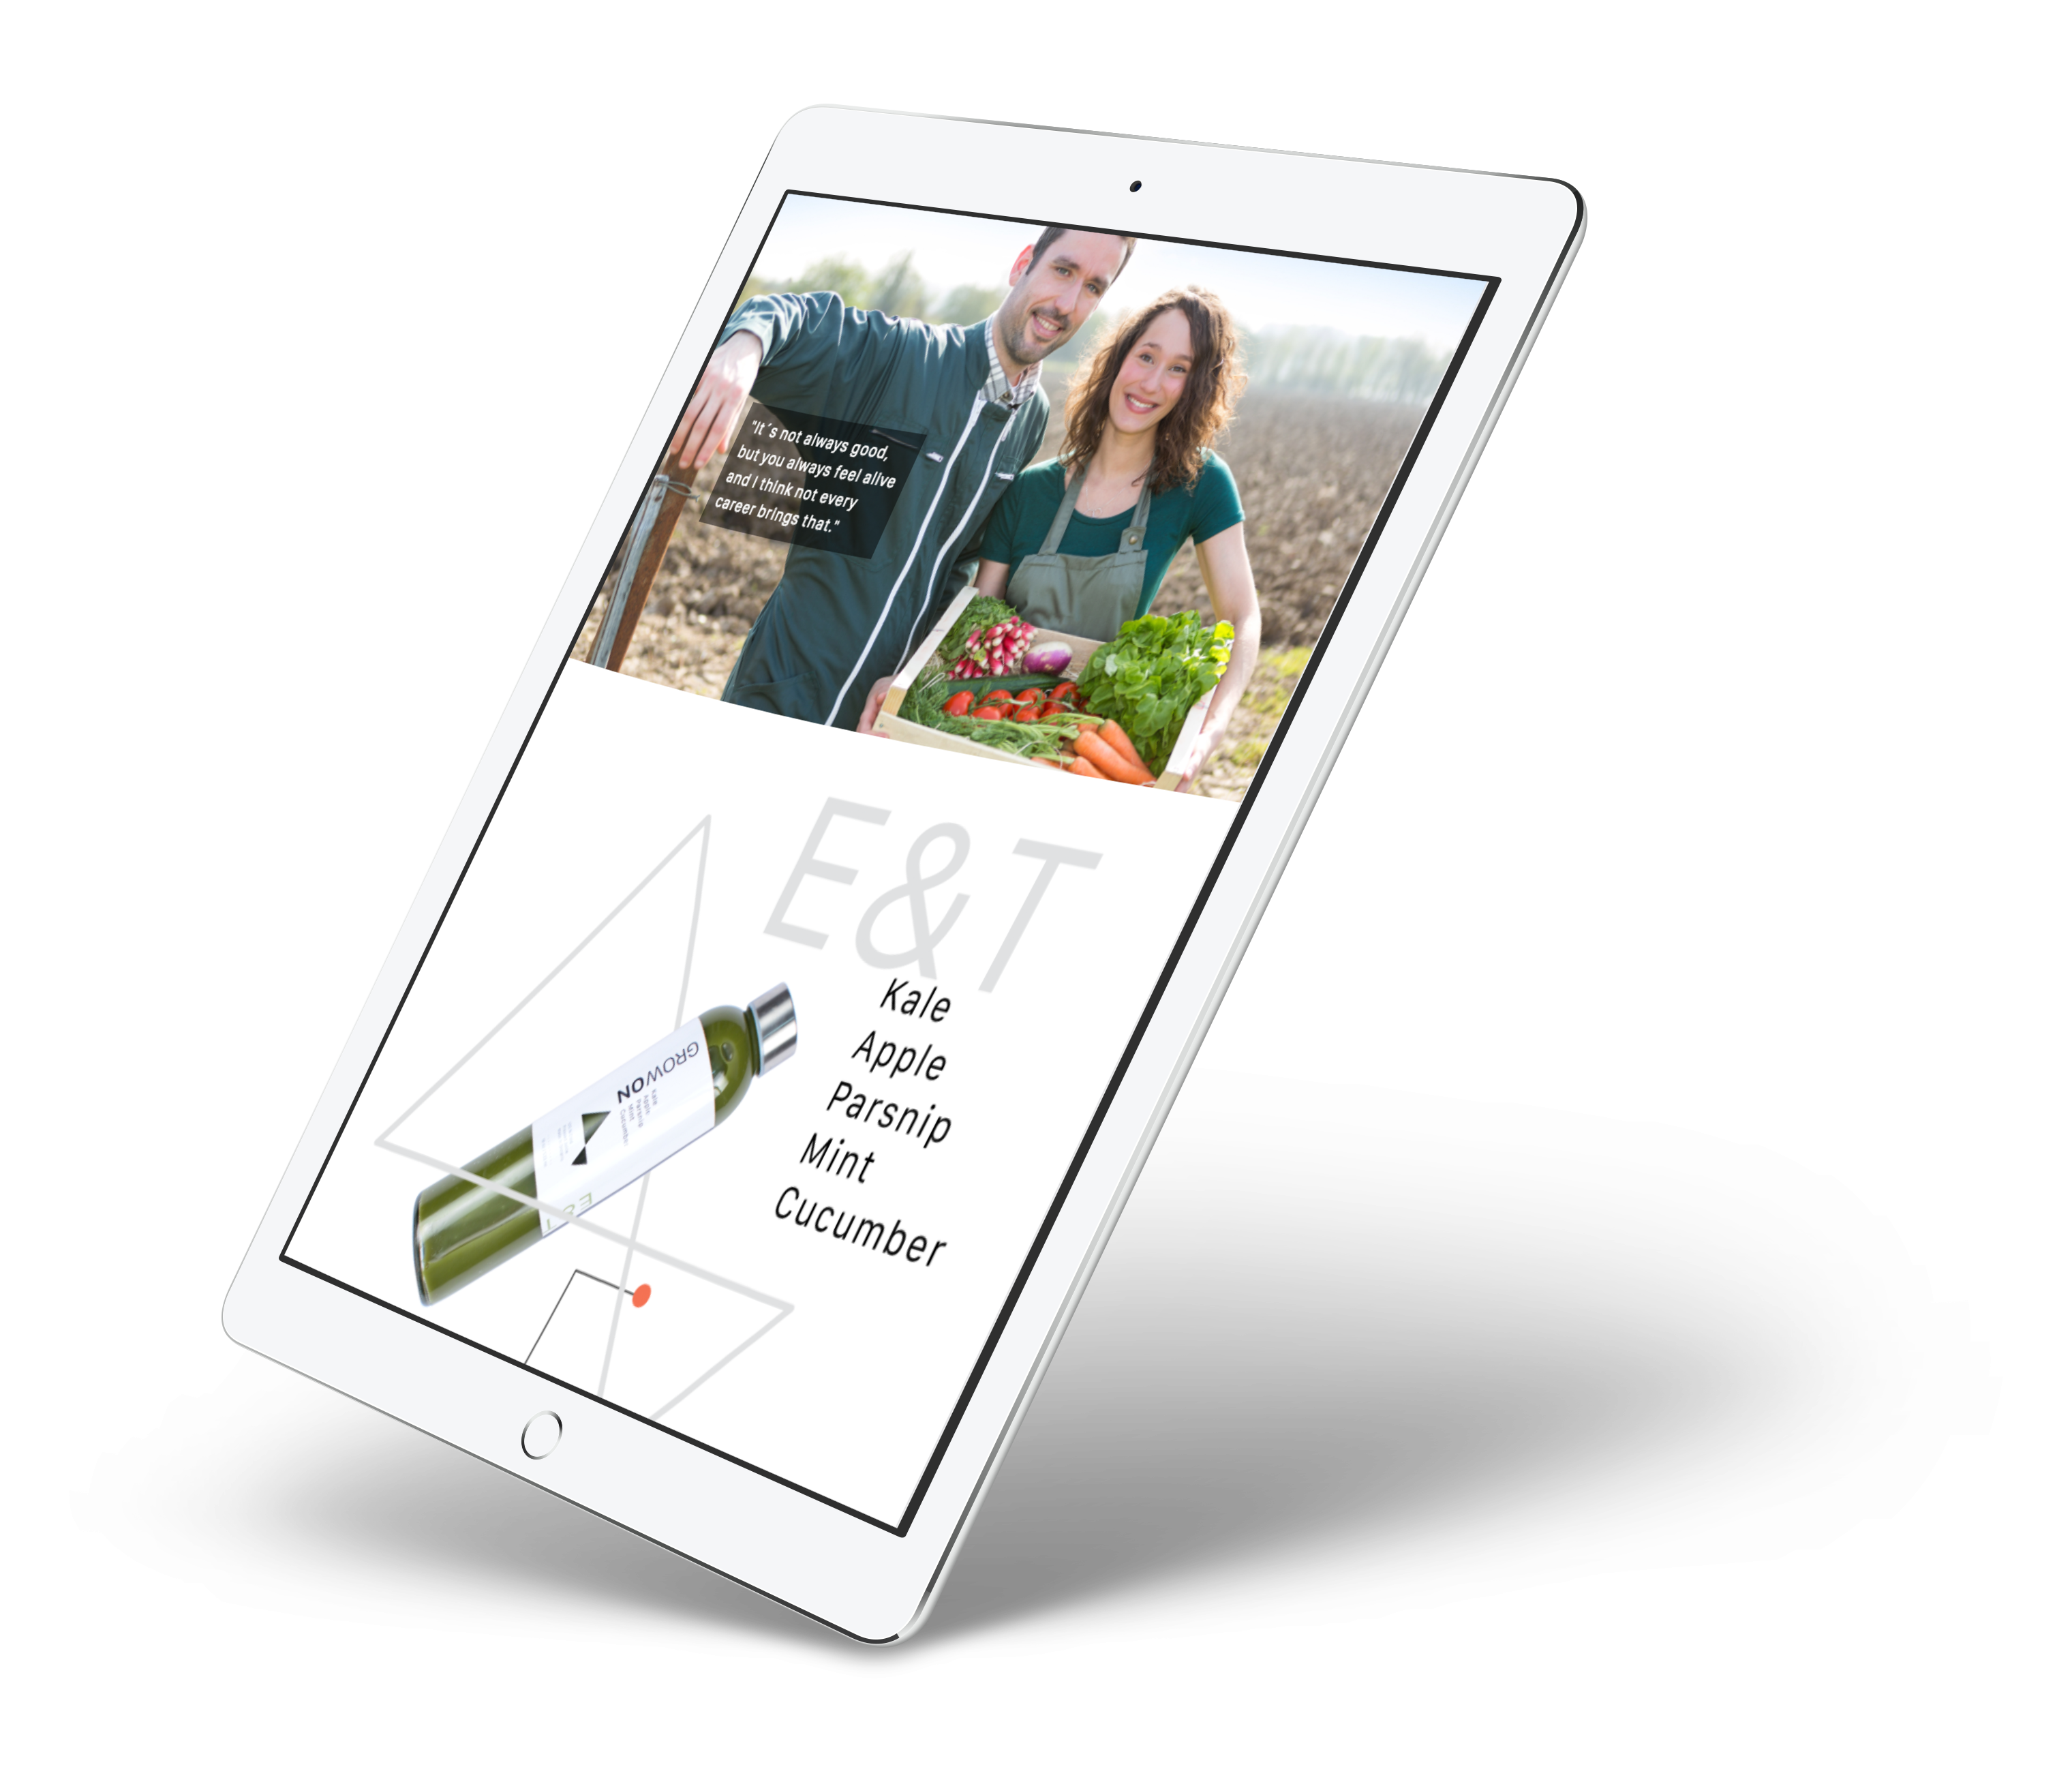 "It´s not always good,
but you always feel alive
and I think not every
career brings that."
E&T
Kale
Apple
Parsnip
Mint
Cucumber
GROWON
Kale
Apple
Parsnip
Mint
Cucumber
E&T